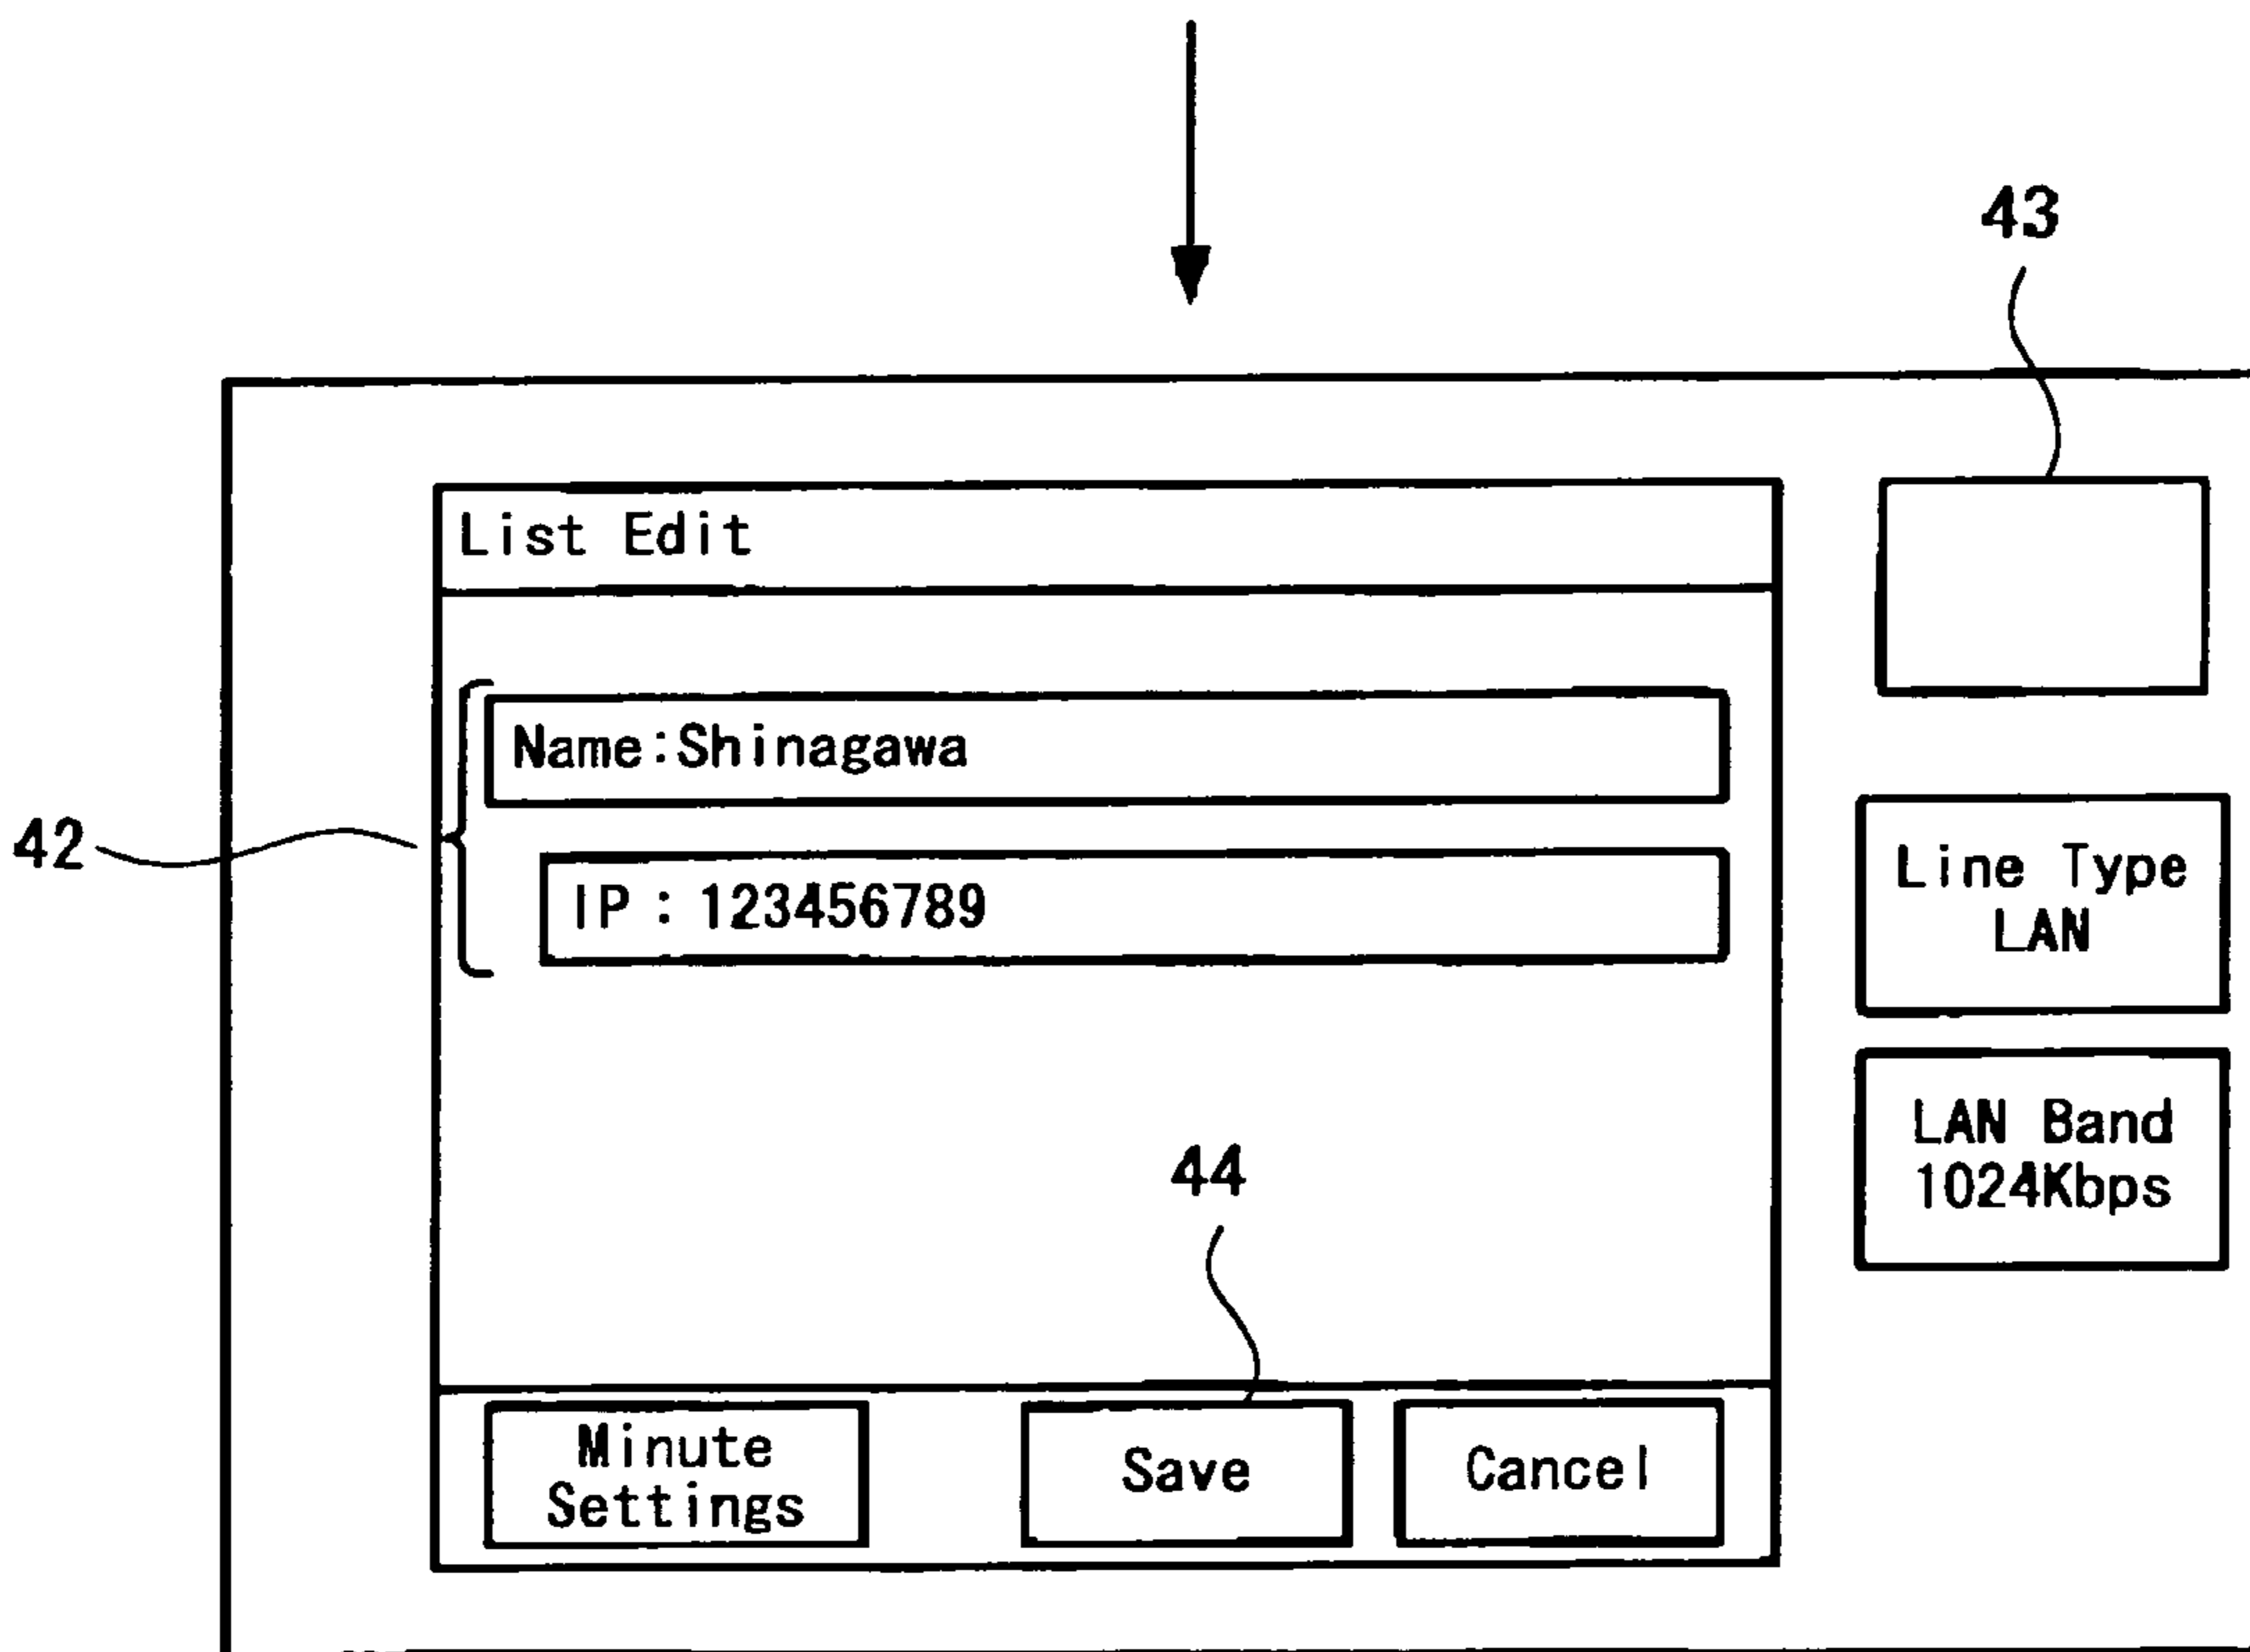 43
List Edit
Name:Shinagawa
42
IP : 123456789
Line Type
LAN
LAN Band
1024Kbps
44
Minute
Settings
Save
Cancel